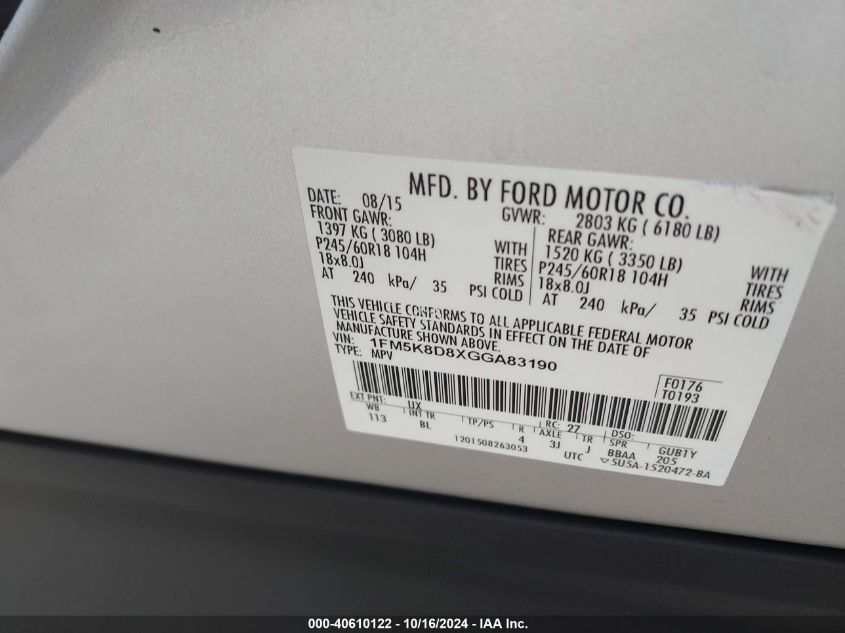 MFD. BY FORD MOTOR CO.
DATE: 08/15 GVWR: 2803 KG ( 6180 LB)
FRONT GAWR: REAR GAWR:
1397 KG ( 3080 LB) WITH 1520 KG ( 3350 LB) WITH
P245/60R18 104H TIRES P245/60R18 104H TIRES
18x8.0J RIMS 18x8.0J RIMS
AT 240 kPa/ 35 PSI COLD AT 240 kPa/ 35 PSI COLD
THIS VEHICLE CONFORMS TO ALL APPLICABLE FEDERAL MOTOR
VEHICLE SAFETY STANDARDS IN EFFECT ON THE DATE OF
MANUFACTURE SHOWN ABOVE.
VIN: 1FM5K8D8XGGA83190
TYPE: MPV
F0176
T0193
EXT PNT: UX RC: 27 DSO:
WB INT TR TP/PS R AXLE TR SPR GUBTY
113 BL 4 3J J BBAA 205
1201508263053 UTC ▽5U5A-1520472-BA
000-40610122 - 10/16/2024 - IAA Inc.